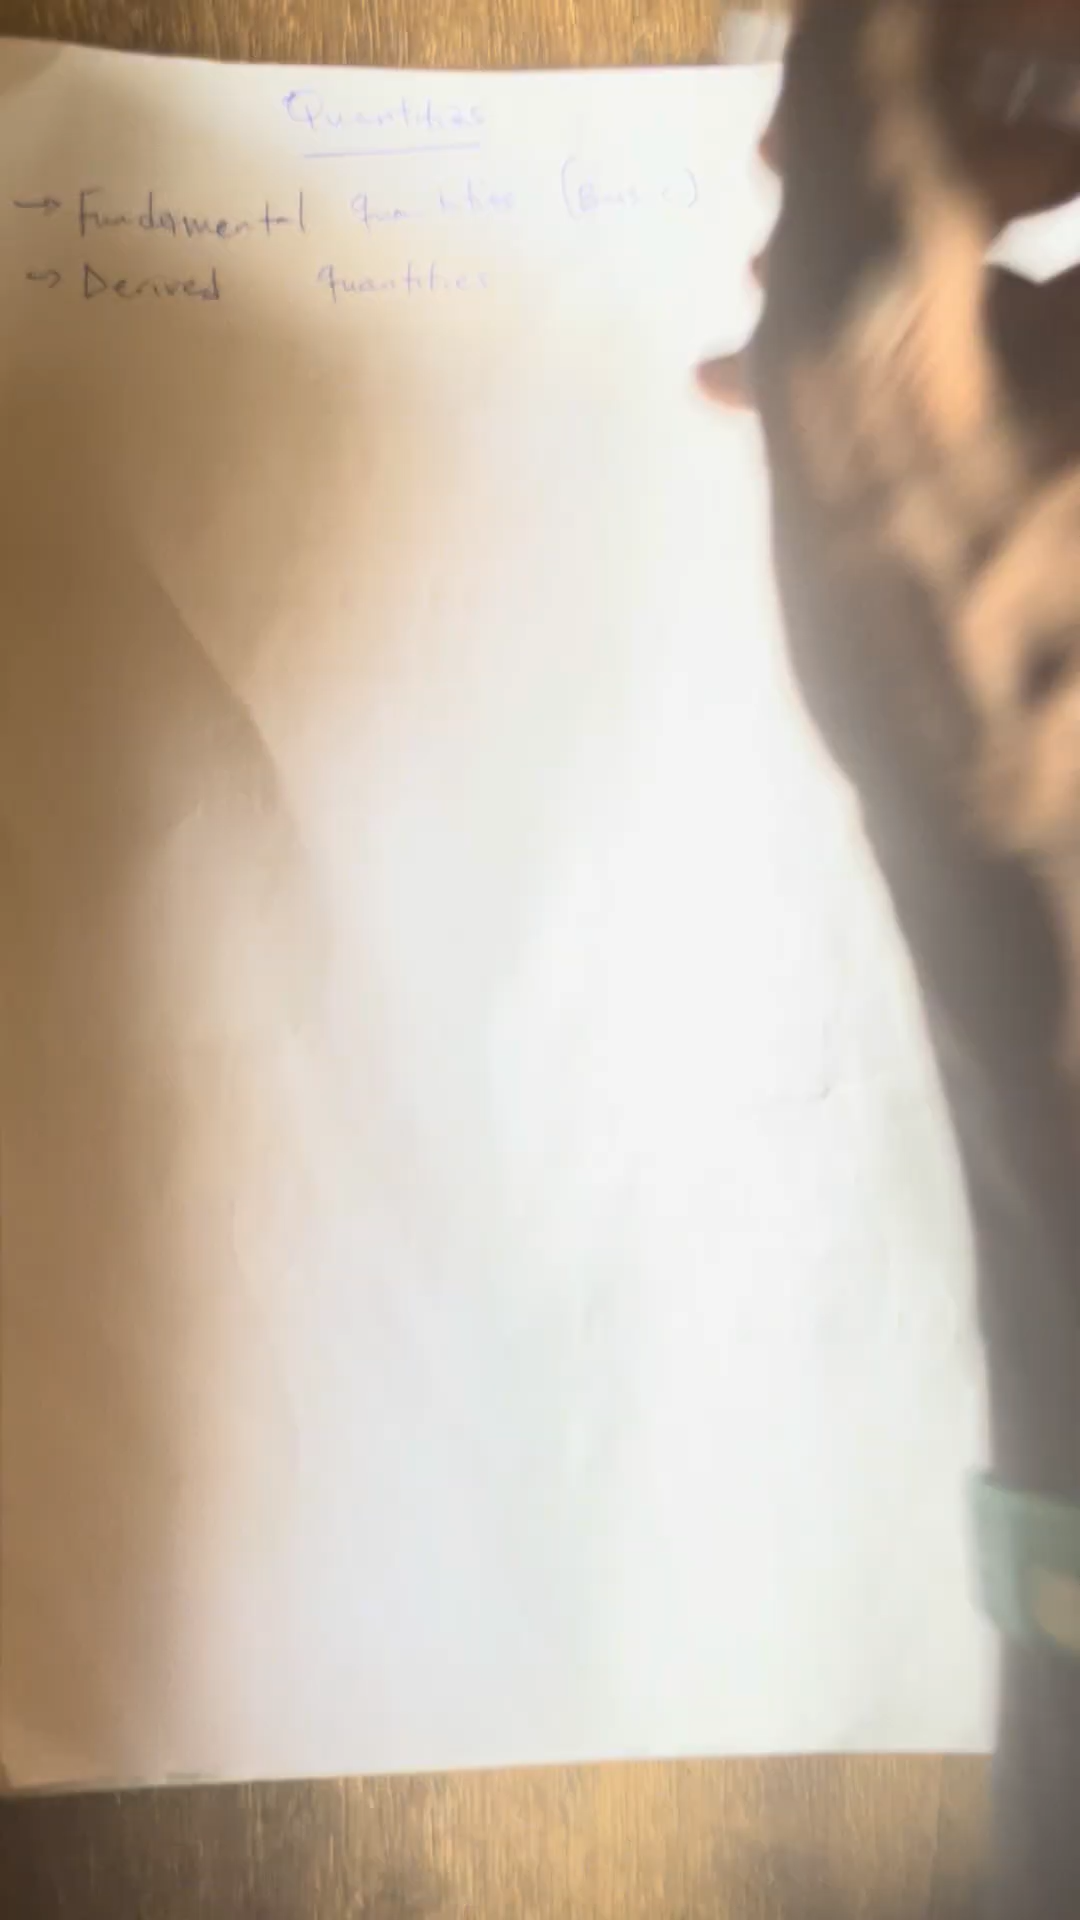 Quantities
→ Fundamental quantities (Basic)
→ Derived quantities